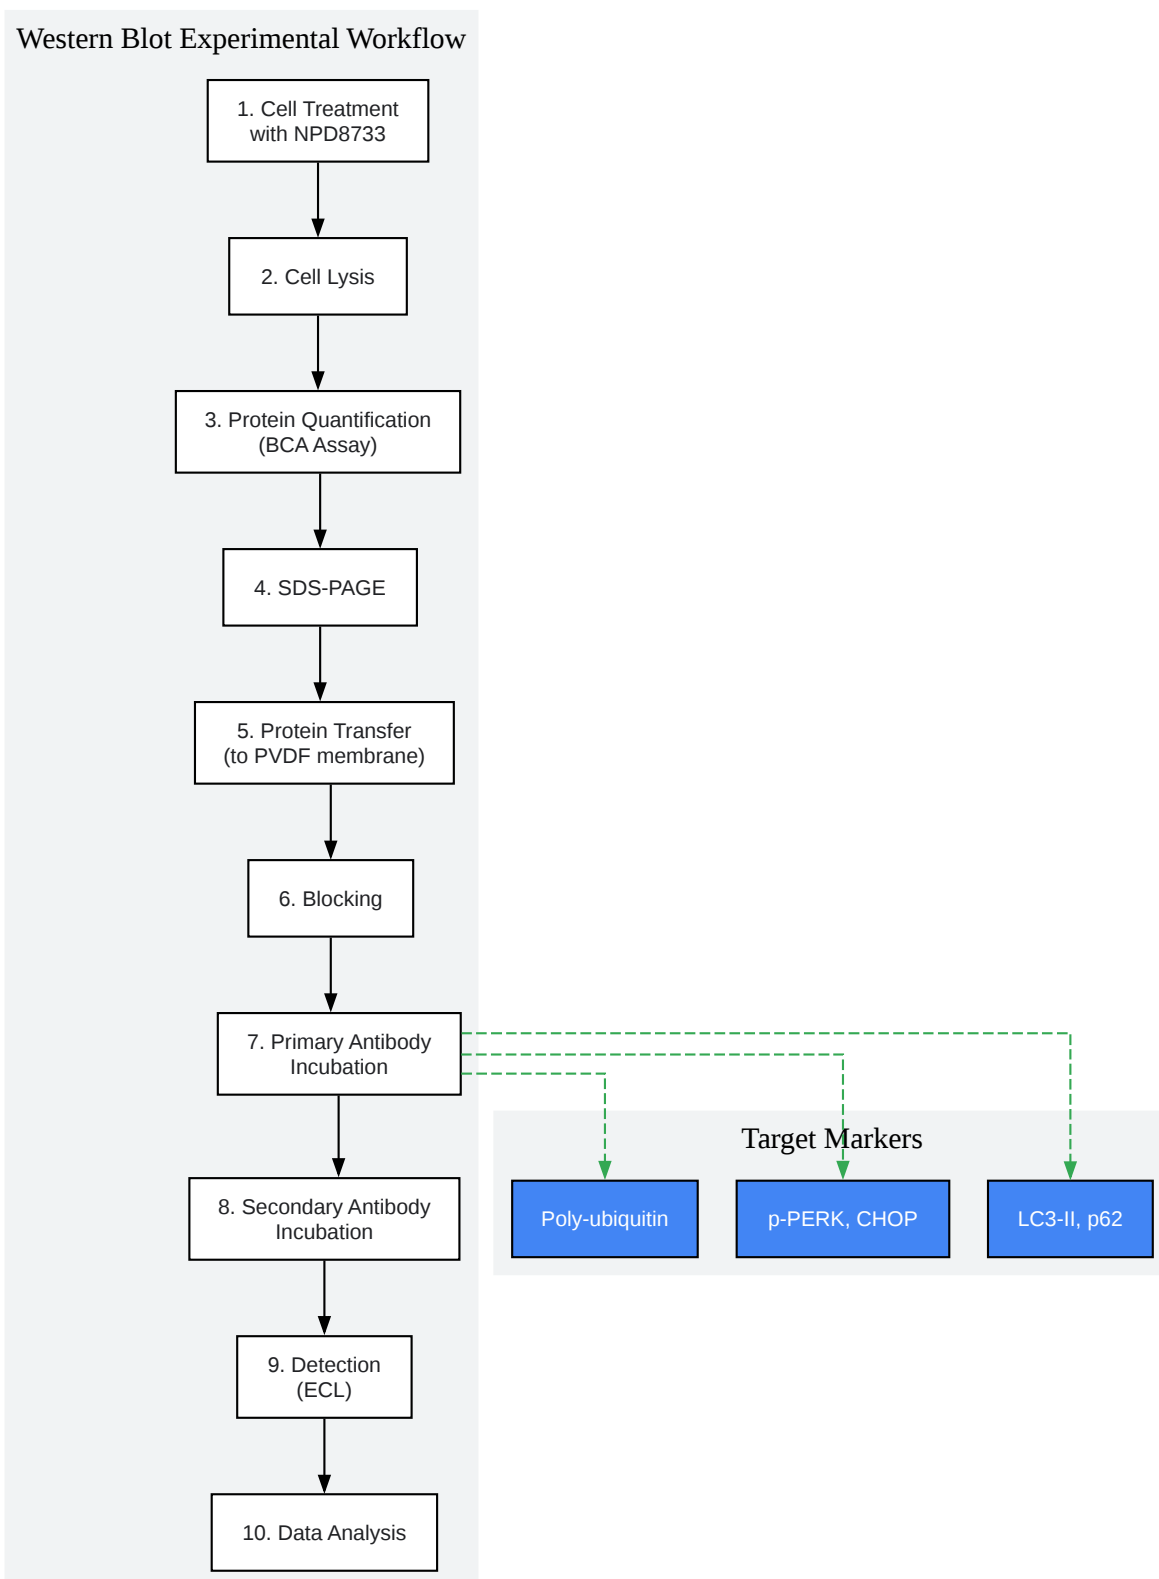 Western Blot Experimental Workflow
1. Cell Treatment
with NPD8733
2. Cell Lysis
3. Protein Quantification
(BCA Assay)
4. SDS-PAGE
5. Protein Transfer
(to PVDF membrane)
6. Blocking
7. Primary Antibody
Incubation
Target Markers
Poly-ubiquitin
p-PERK, CHOP
LC3-II, p62
8. Secondary Antibody
Incubation
9. Detection
(ECL)
10. Data Analysis